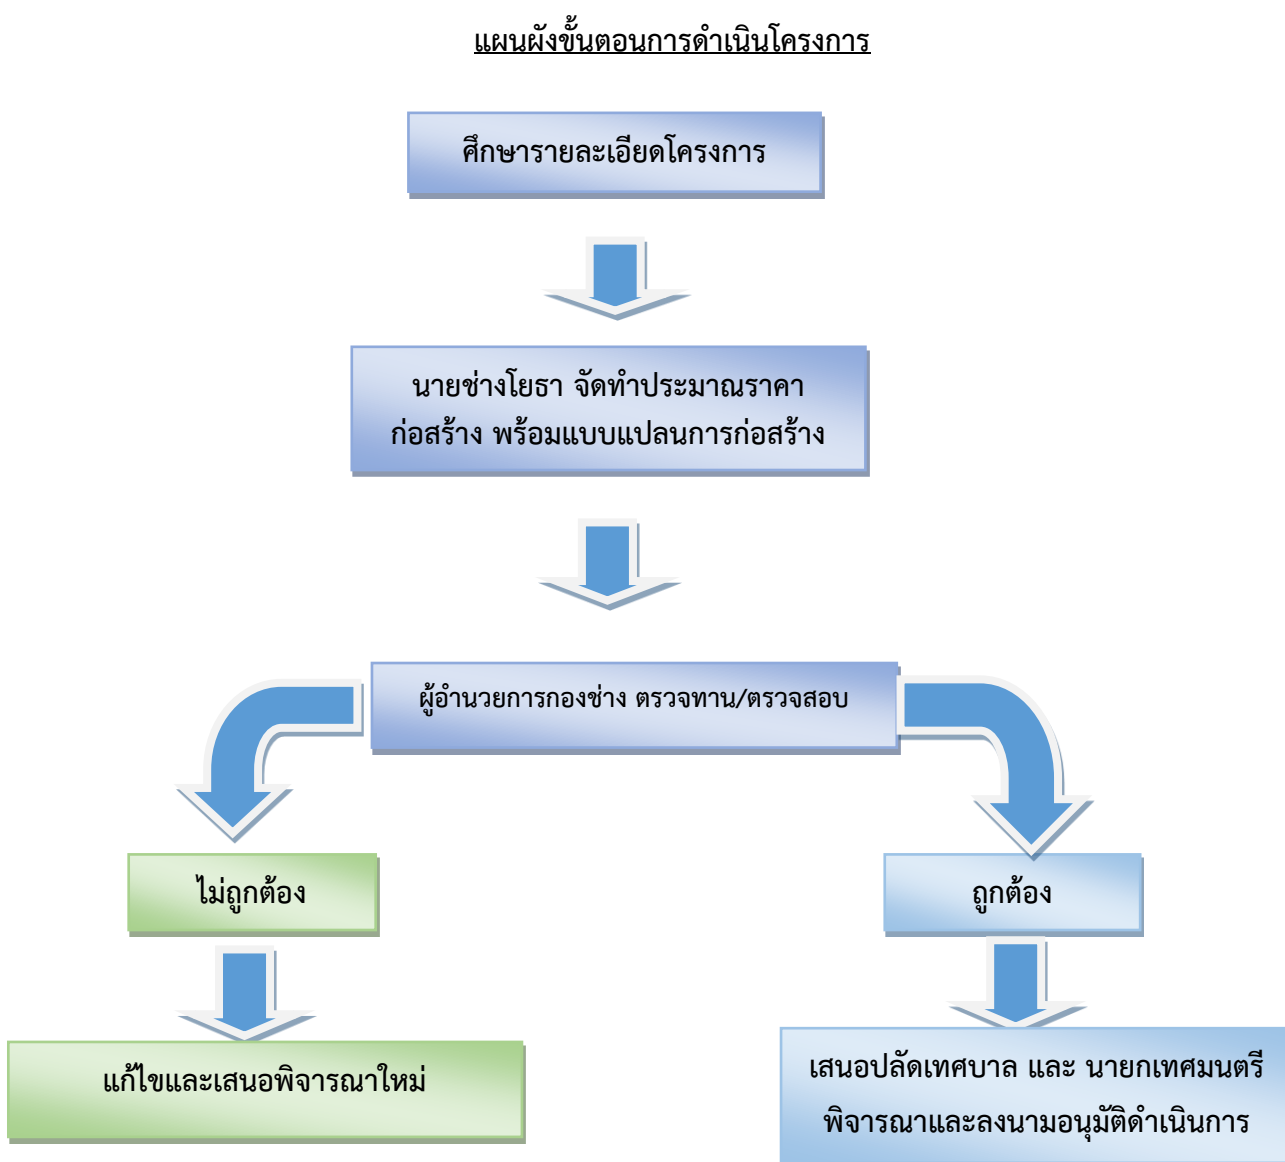 แผนผังขั้นตอนการดำเนินโครงการ
ศึกษารายละเอียดโครงการ
นายช่างโยธา จัดทำประมาณราคา
ก่อสร้าง พร้อมแบบแปลนการก่อสร้าง
ผู้อำนวยการกองช่าง ตรวจทาน/ตรวจสอบ
ไม่ถูกต้อง
ถูกต้อง
แก้ไขและเสนอพิจารณาใหม่
เสนอปลัดเทศบาล และ นายกเทศมนตรี
พิจารณาและลงนามอนุมัติดำเนินการ